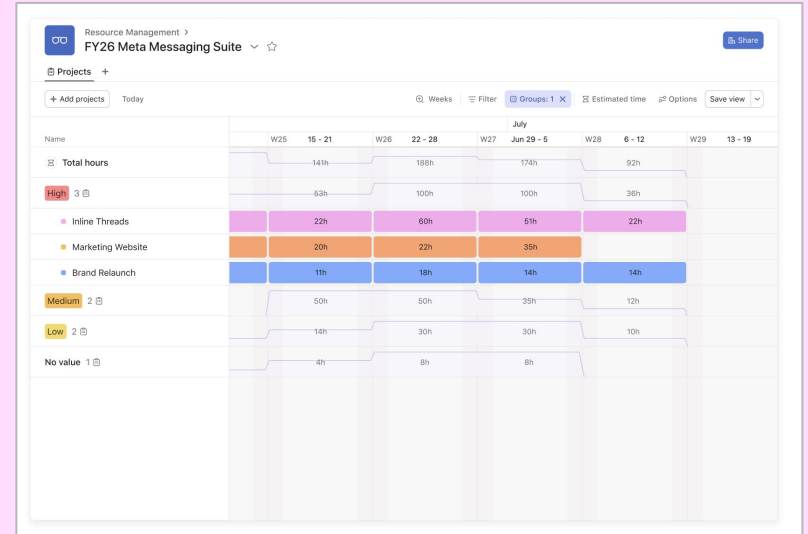 Resource Management >
FY26 Meta Messaging Suite
Share
Projects +
+ Add projects Today Weeks Filter Groups: 1 X Estimated time Options Save view
July
Name W25 15 - 21 W26 22 - 28 W27 Jun 29 - 5 W28 6 - 12 W29 13 - 19
Total hours 141h 188h 174h 92h
High 3 53h 100h 100h 36h
Inline Threads 22h 60h 51h 22h
Marketing Website 20h 22h 35h
Brand Relaunch 11h 18h 14h 14h
Medium 2 50h 50h 35h 12h
Low 2 14h 30h 30h 10h
No value 1 4h 8h 8h